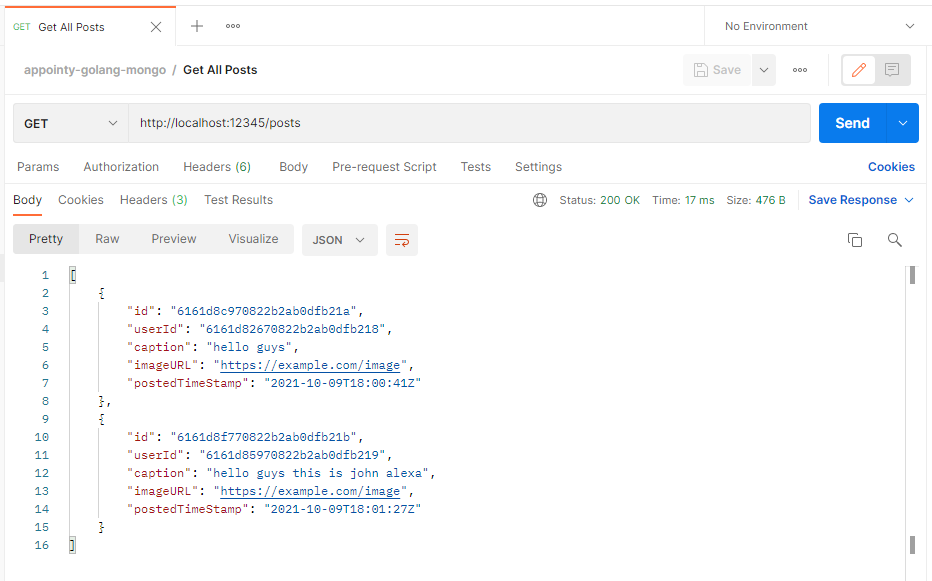 GET Get All Posts
No Environment
appointy-golang-mongo / Get All Posts
Save
GET http://localhost:12345/posts Send
Params Authorization Headers (6) Body Pre-request Script Tests Settings Cookies
Body Cookies Headers (3) Test Results Status: 200 OK Time: 17 ms Size: 476 B Save Response
Pretty Raw Preview Visualize JSON
1 [
2 {
3 "id": "6161d8c970822b2ab0dfb21a",
4 "userId": "6161d82670822b2ab0dfb218",
5 "caption": "hello guys",
6 "imageURL": "https://example.com/image",
7 "postedTimeStamp": "2021-10-09T18:00:41Z"
8 },
9 {
10 "id": "6161d8f770822b2ab0dfb21b",
11 "userId": "6161d85970822b2ab0dfb219",
12 "caption": "hello guys this is john alexa",
13 "imageURL": "https://example.com/image",
14 "postedTimeStamp": "2021-10-09T18:01:27Z"
15 }
16 ]